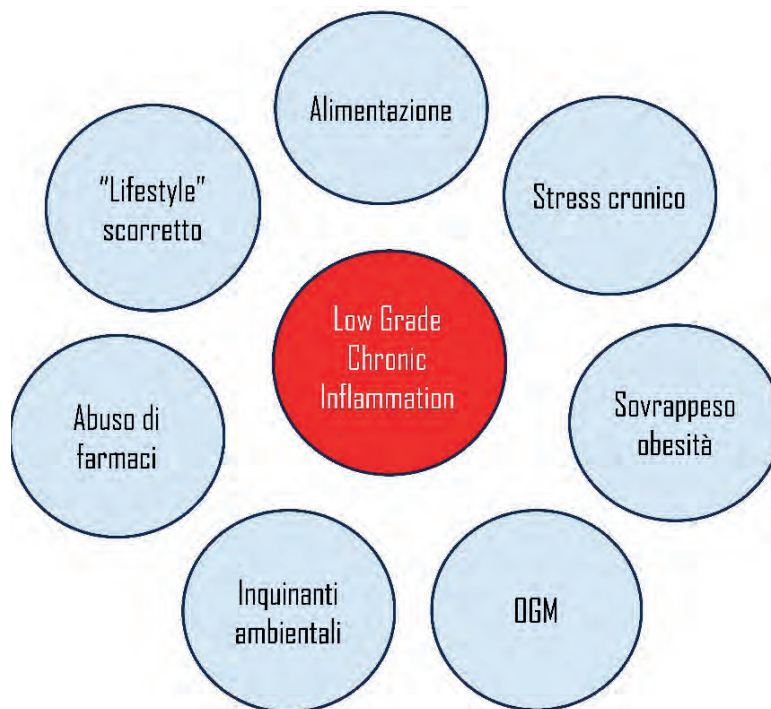 Alimentazione
"Lifestyle"
scorretto
Stress cronico
Low Grade
Chronic
Inflammation
Abuso di
farmaci
Sovrappeso
obesità
Inquinanti
ambientali
OGM